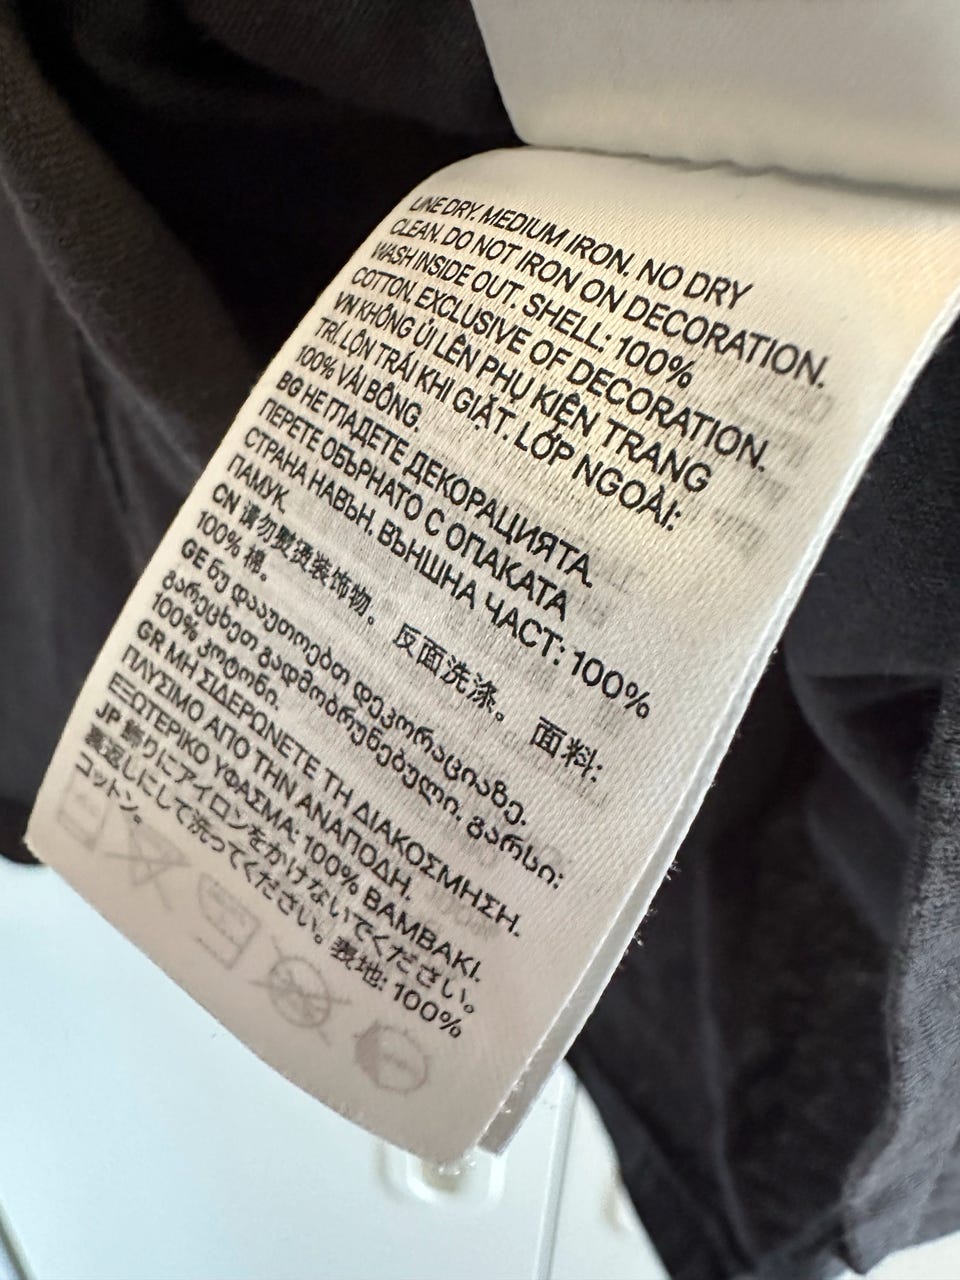 LINE DRY. MEDIUM IRON. NO DRY
CLEAN. DO NOT IRON ON DECORATION.
WASH INSIDE OUT. SHELL: 100%
COTTON. EXCLUSIVE OF DECORATION.
VN KHÔNG ỦI LÊN PHỤ KIỆN TRANG
TRÍ. LỘN TRÁI KHI GIẶT. LỚP NGOÀI:
100% VẢI BÔNG.
BG НЕ ГЛАДЕТЕ ДЕКОРАЦИЯТА.
ПЕРЕТЕ ОБЪРНАТО С ОПАКАТА
СТРАНА НАВЪН. ВЪНШНА ЧАСТ: 100%
ПАМУК.
CN 请勿熨烫装饰物。 反面洗涤。 面料:
100% 棉。
GE ნუ დააუთოებთ დეკორაციაზე.
გარეცხეთ გადმობრუნებული. გარსი:
100% კოტონი.
GR ΜΗ ΣΙΔΕΡΩΝΕΤΕ ΤΗ ΔΙΑΚΟΣΜΗΣΗ.
ΠΛΥΣΙΜΟ ΑΠΟ ΤΗΝ ΑΝΑΠΟΔΗ.
ΕΞΩΤΕΡΙΚΟ ΥΦΑΣΜΑ: 100% ΒΑΜΒΑΚΙ.
JP 飾りにアイロンをかけないでください。
裏返しにして洗ってください。表地: 100%
コットン。